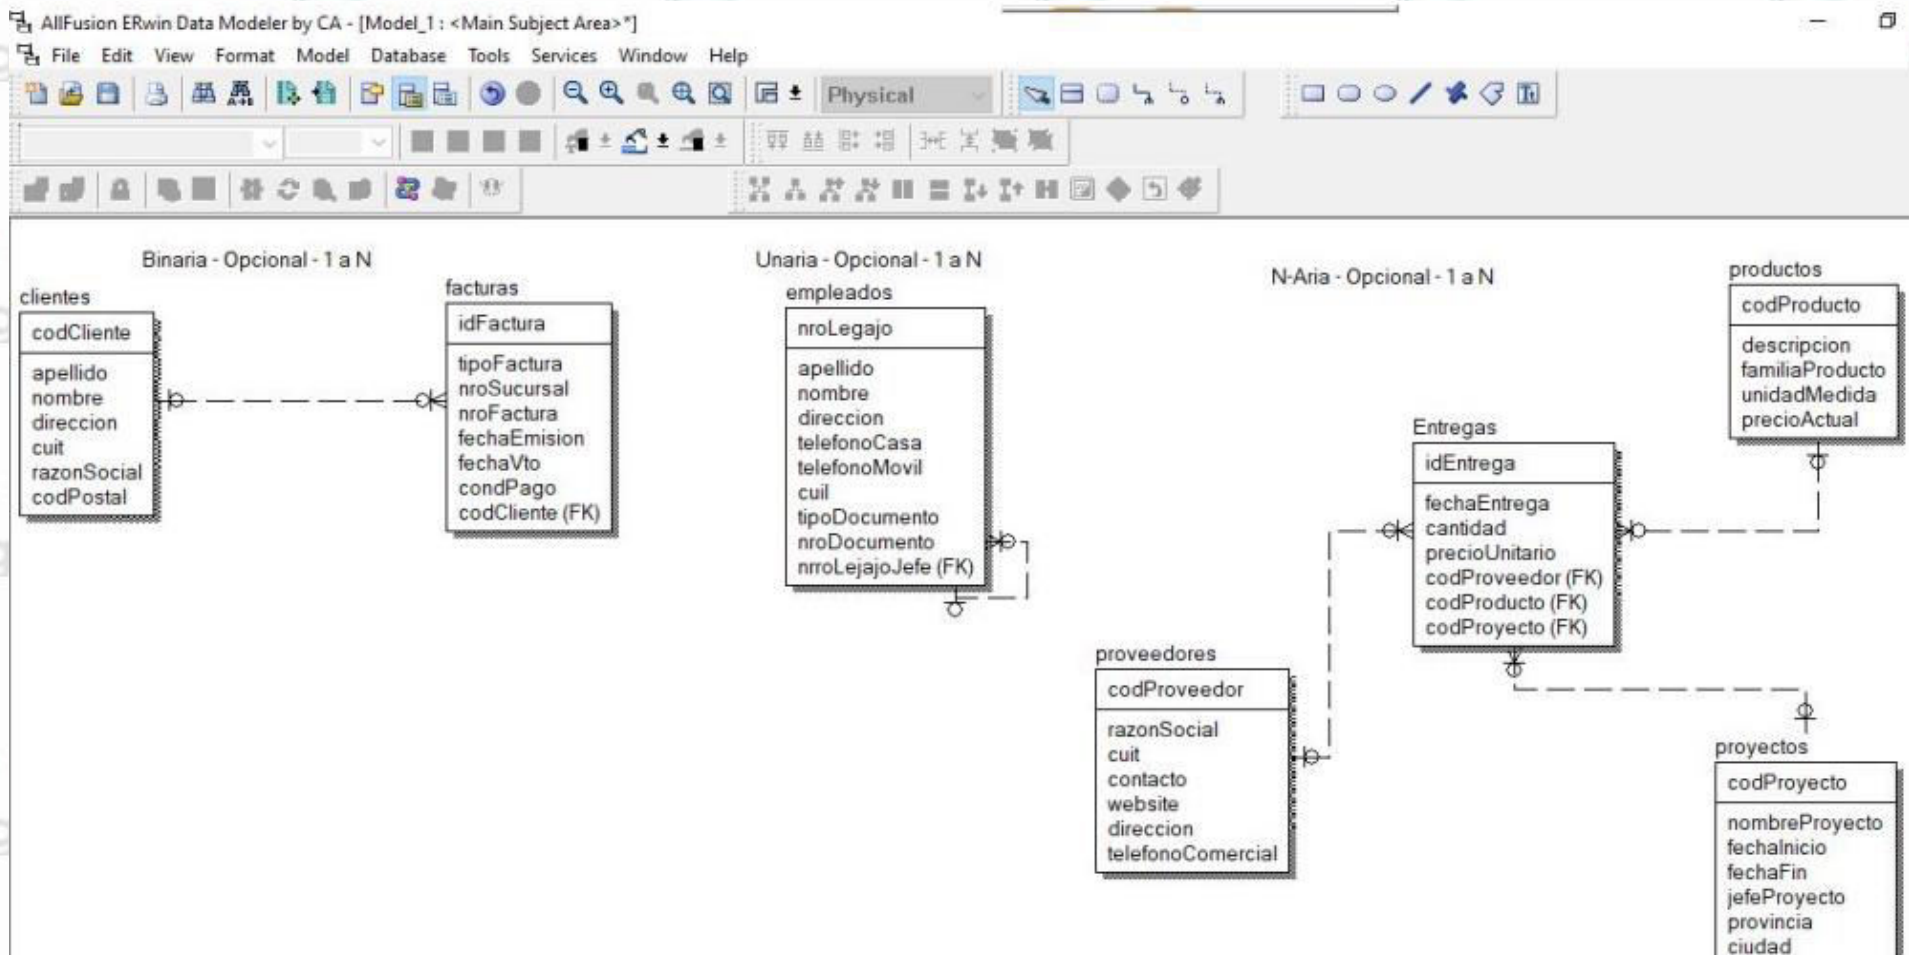 AllFusion ERwin Data Modeler by CA - [Model_1 : <Main Subject Area>*]
File Edit View Format Model Database Tools Services Window Help
Physical
Binaria - Opcional - 1 a N
clientes
codCliente
apellido
nombre
direccion
cuit
razonSocial
codPostal
facturas
idFactura
tipoFactura
nroSucursal
nroFactura
fechaEmision
fechaVto
condPago
codCliente (FK)
Unaria - Opcional - 1 a N
empleados
nroLegajo
apellido
nombre
direccion
telefonoCasa
telefonoMovil
cuil
tipoDocumento
nroDocumento
nrroLejajoJefe (FK)
N-Aria - Opcional - 1 a N
productos
codProducto
descripcion
familiaProducto
unidadMedida
precioActual
Entregas
idEntrega
fechaEntrega
cantidad
precioUnitario
codProveedor (FK)
codProducto (FK)
codProyecto (FK)
proveedores
codProveedor
razonSocial
cuit
contacto
website
direccion
telefonoComercial
proyectos
codProyecto
nombreProyecto
fechaInicio
fechaFin
jefeProyecto
provincia
ciudad